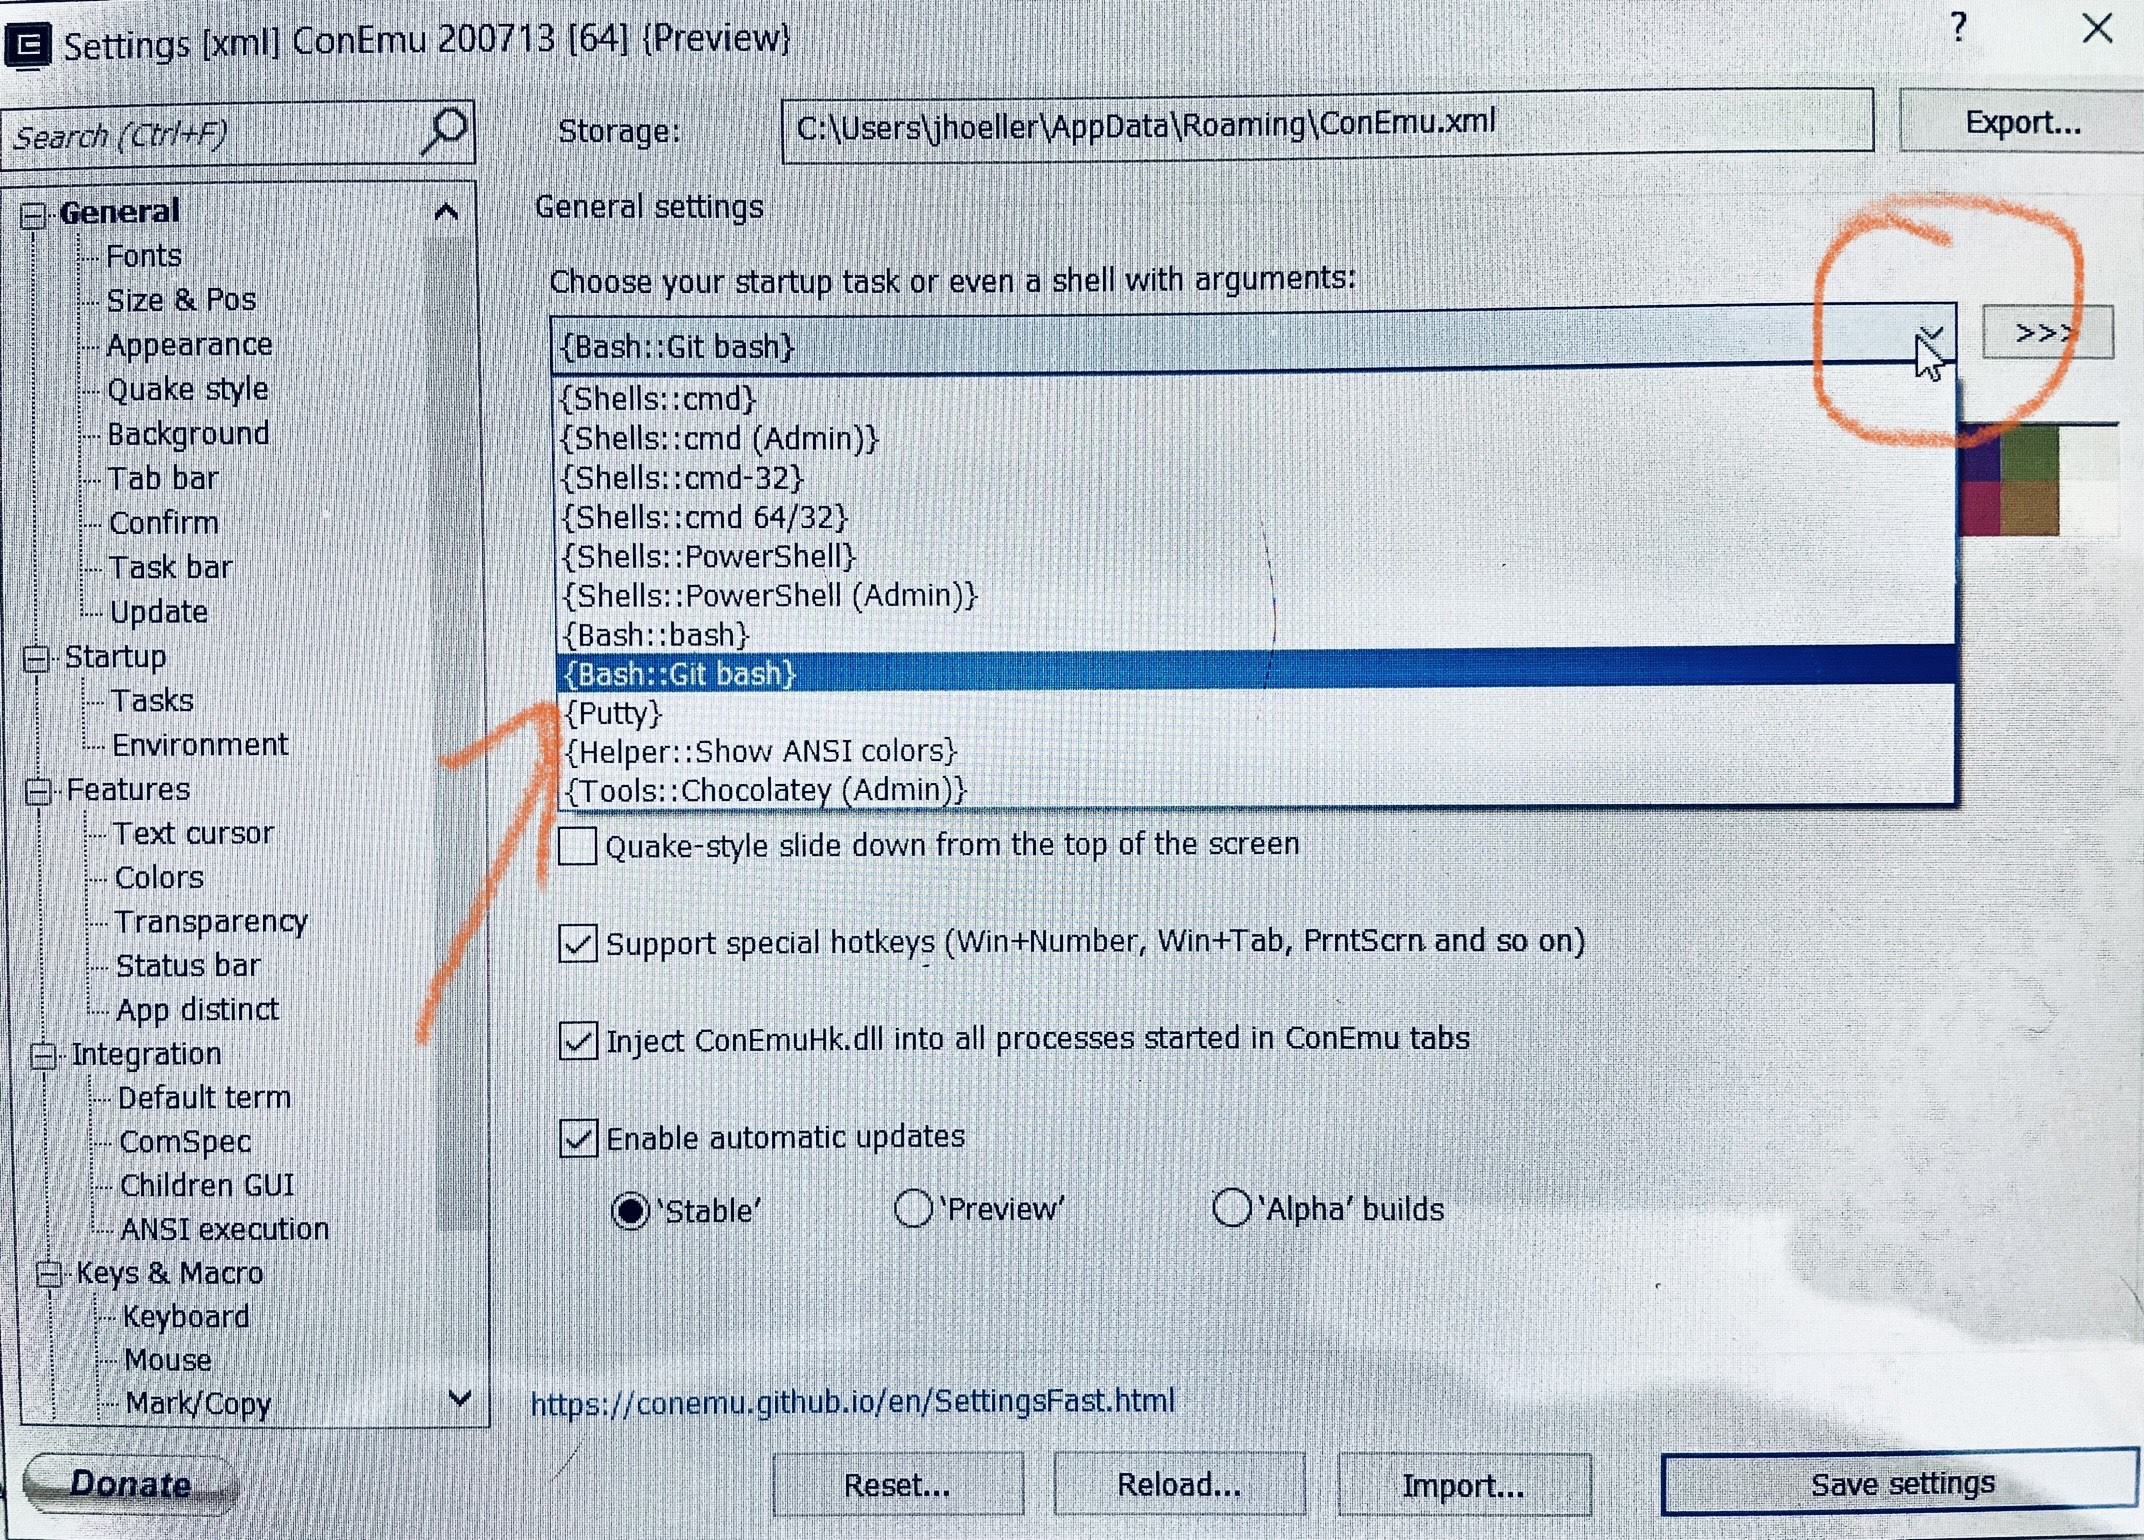 Settings [xml] ConEmu 200713 [64] {Preview}
?
Search (Ctrl+F)
Storage:
C:\Users\jhoeller\AppData\Roaming\ConEmu.xml
Export...
General
Fonts
Size & Pos
Appearance
Quake style
Background
Tab bar
Confirm
Task bar
Update
Startup
Tasks
Environment
Features
Text cursor
Colors
Transparency
Status bar
App distinct
Integration
Default term
ComSpec
Children GUI
ANSI execution
Keys & Macro
Keyboard
Mouse
Mark/Copy
General settings
Choose your startup task or even a shell with arguments:
{Bash::Git bash}
>>>
{Shells::cmd}
{Shells::cmd (Admin)}
{Shells::cmd-32}
{Shells::cmd 64/32}
{Shells::PowerShell}
{Shells::PowerShell (Admin)}
{Bash::bash}
{Bash::Git bash}
{Putty}
{Helper::Show ANSI colors}
{Tools::Chocolatey (Admin)}
Quake-style slide down from the top of the screen
Support special hotkeys (Win+Number, Win+Tab, PrntScrn and so on)
Inject ConEmuHk.dll into all processes started in ConEmu tabs
Enable automatic updates
'Stable' 'Preview' 'Alpha' builds
https://conemu.github.io/en/SettingsFast.html
Donate
Reset...
Reload...
Import...
Save settings